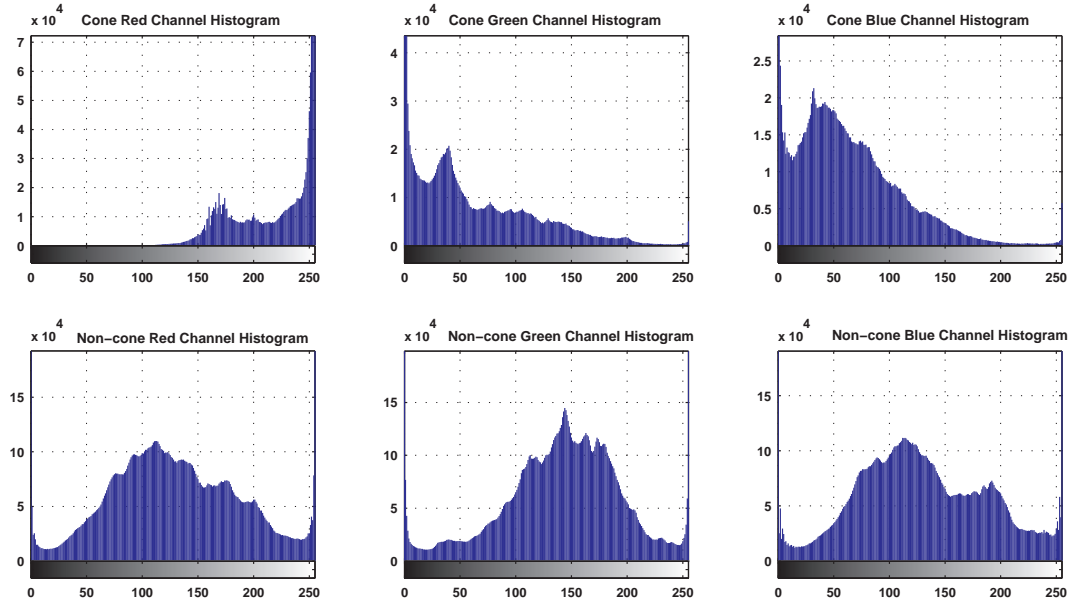 x 10^4
Cone Red Channel Histogram
7
6
5
4
3
2
1
0
0 50 100 150 200 250
x 10^4
Cone Green Channel Histogram
4
3
2
1
0
0 50 100 150 200 250
x 10^4
Cone Blue Channel Histogram
2.5
2
1.5
1
0.5
0
0 50 100 150 200 250
x 10^4
Non−cone Red Channel Histogram
15
10
5
0
0 50 100 150 200 250
x 10^4
Non−cone Green Channel Histogram
15
10
5
0
0 50 100 150 200 250
x 10^4
Non−cone Blue Channel Histogram
15
10
5
0
0 50 100 150 200 250